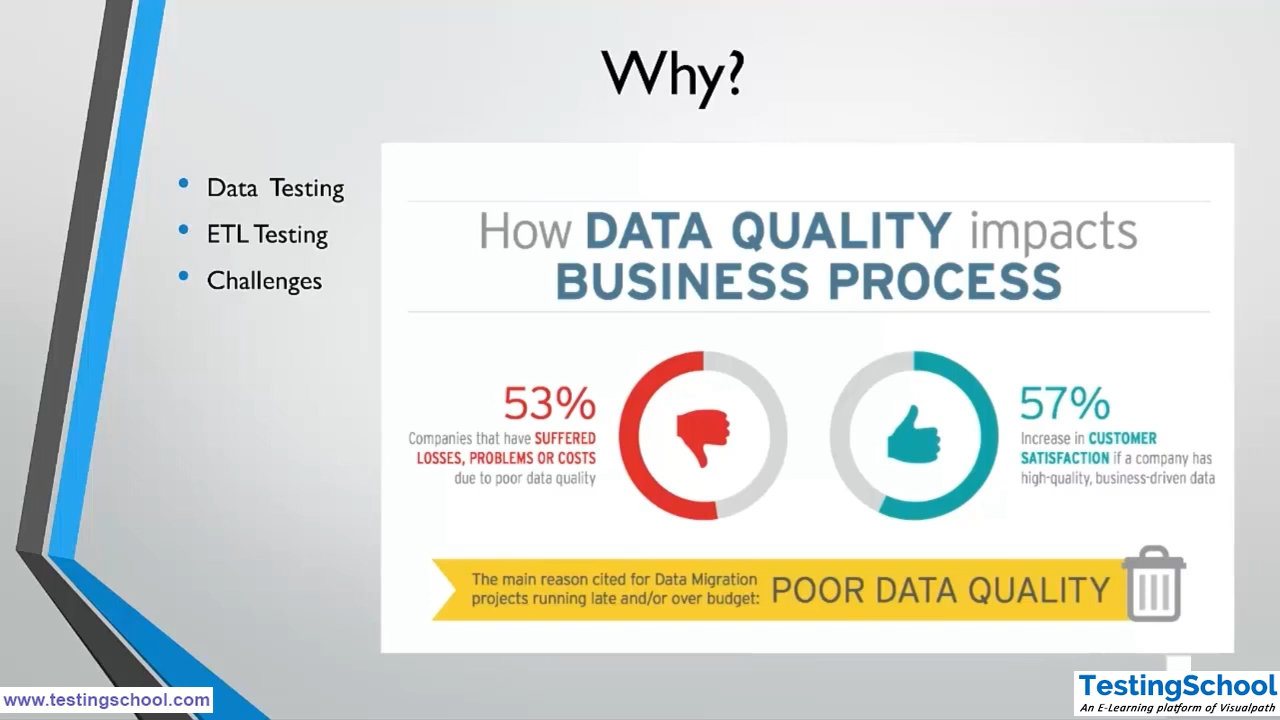 Why?
Data Testing
ETL Testing
Challenges
How DATA QUALITY impacts
BUSINESS PROCESS
53%
Companies that have SUFFERED
LOSSES, PROBLEMS OR COSTS
due to poor data quality
57%
Increase in CUSTOMER
SATISFACTION if a company has
high-quality, business-driven data
The main reason cited for Data Migration
projects running late and/or over budget:
POOR DATA QUALITY
www.testingschool.com
TestingSchool
An E-Learning platform of Visualpath